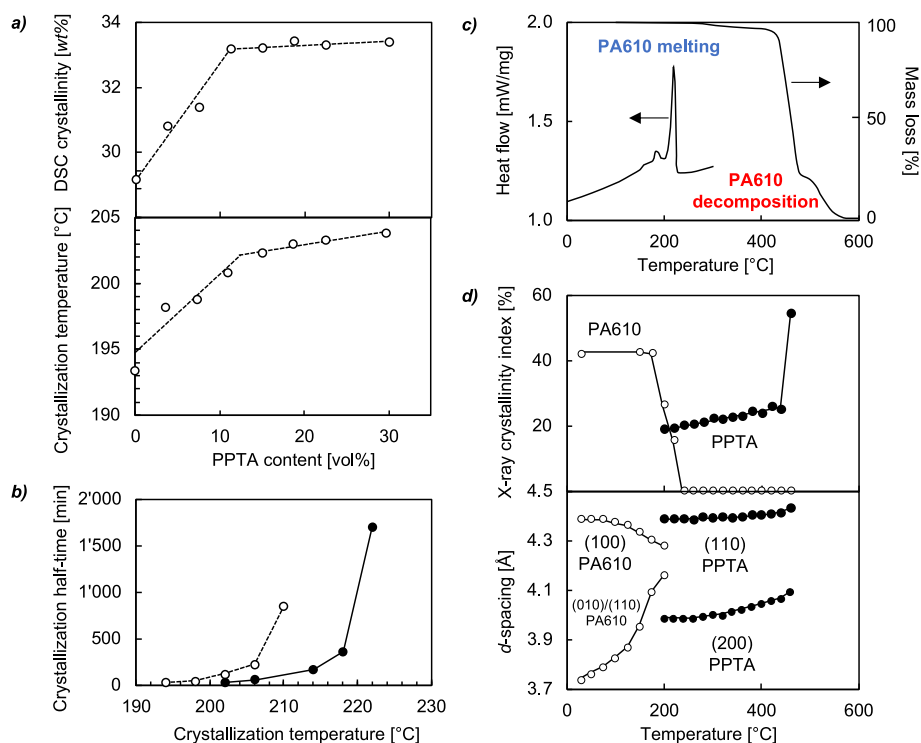 a)
DSC crystallinity [wt%]
35
33
31
29
Crystallization temperature [°C]
205
200
195
190
0
10
20
30
PPTA content [vol%]
b)
Crystallization half-time [min]
2'000
1'500
1'000
500
0
190
200
210
220
230
Crystallization temperature [°C]
c)
Heat flow [mW/mg]
2.0
1.5
1.0
PA610 melting
PA610
decomposition
100
50
0
Mass loss [%]
0
200
400
600
Temperature [°C]
d)
X-ray crystallinity index [%]
60
40
20
4.5
PA610
PPTA
d-spacing [Å]
4.3
4.1
3.9
3.7
(100)
PA610
(110)
PPTA
(010)/(110)
PA610
(200)
PPTA
0
200
400
600
Temperature [°C]